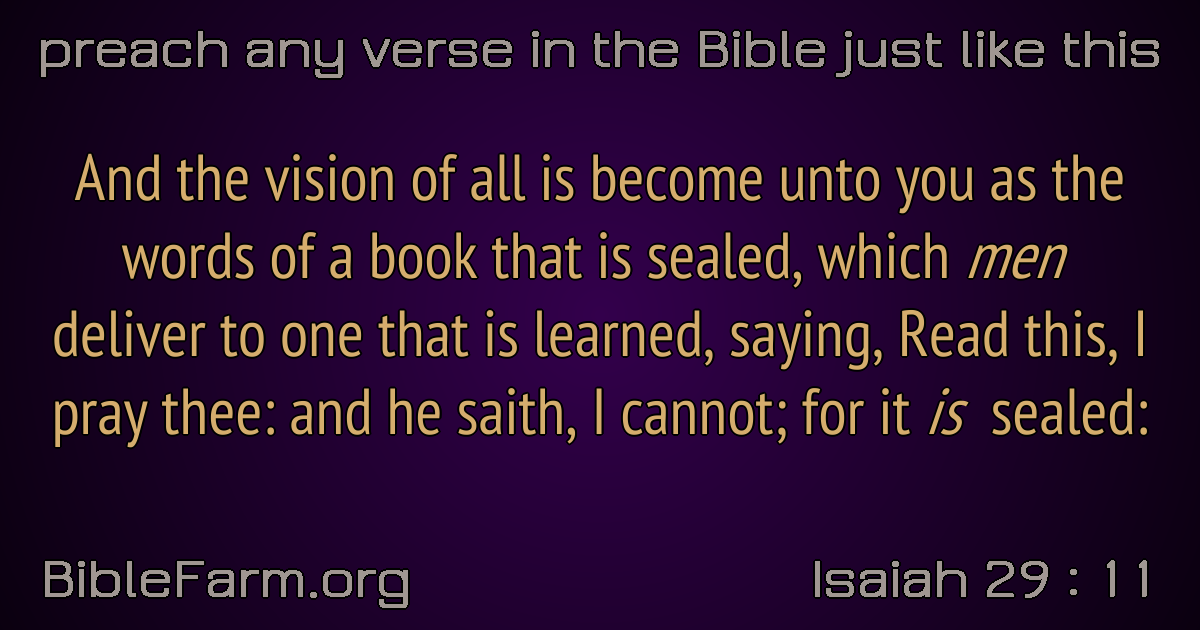 preach any verse in the Bible just like this
And the vision of all is become unto you as the
words of a book that is sealed, which men
deliver to one that is learned, saying, Read this, I
pray thee: and he saith, I cannot; for it is sealed:
BibleFarm.org
Isaiah 29 : 11